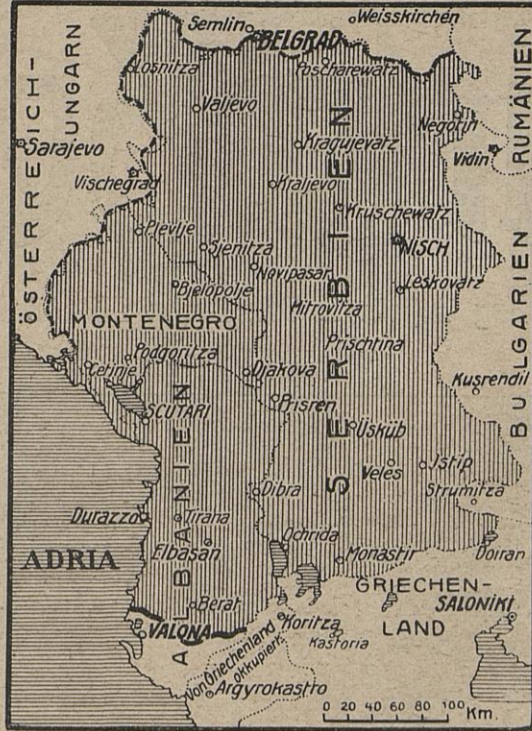 Weisskirchen
Semlin
BELGRAD
ÖSTERREICH-
UNGARN
RUMÄNIEN
Losnitza
Poscharewatz
Valjevo
Negotin
Sarajevo
Kragujevatz
Vidin
Vischegrad
Kraljevo
Kruschewatz
Plevlje
Sjenitza
NISCH
Novipasar
Bjelopolje
Leskovatz
Mitrovitza
MONTENEGRO
SERBIEN
BULGARIEN
Prischtina
Podgoritza
Cetinje
Djakova
Kusrendil
Prisren
SCUTARI
Üsküb
Veles
Istip
ALBANIEN
Dibra
Strumitza
Durazzo
Tirana
Elbasan
Ochrida
Doiran
ADRIA
Monastir
GRIECHEN-
LAND
SALONIKI
Berat
VALONA
Koritza
Kastoria
Von Griechenland
okkupiert
Argyrokastro
0 20 40 60 80 100 Km.